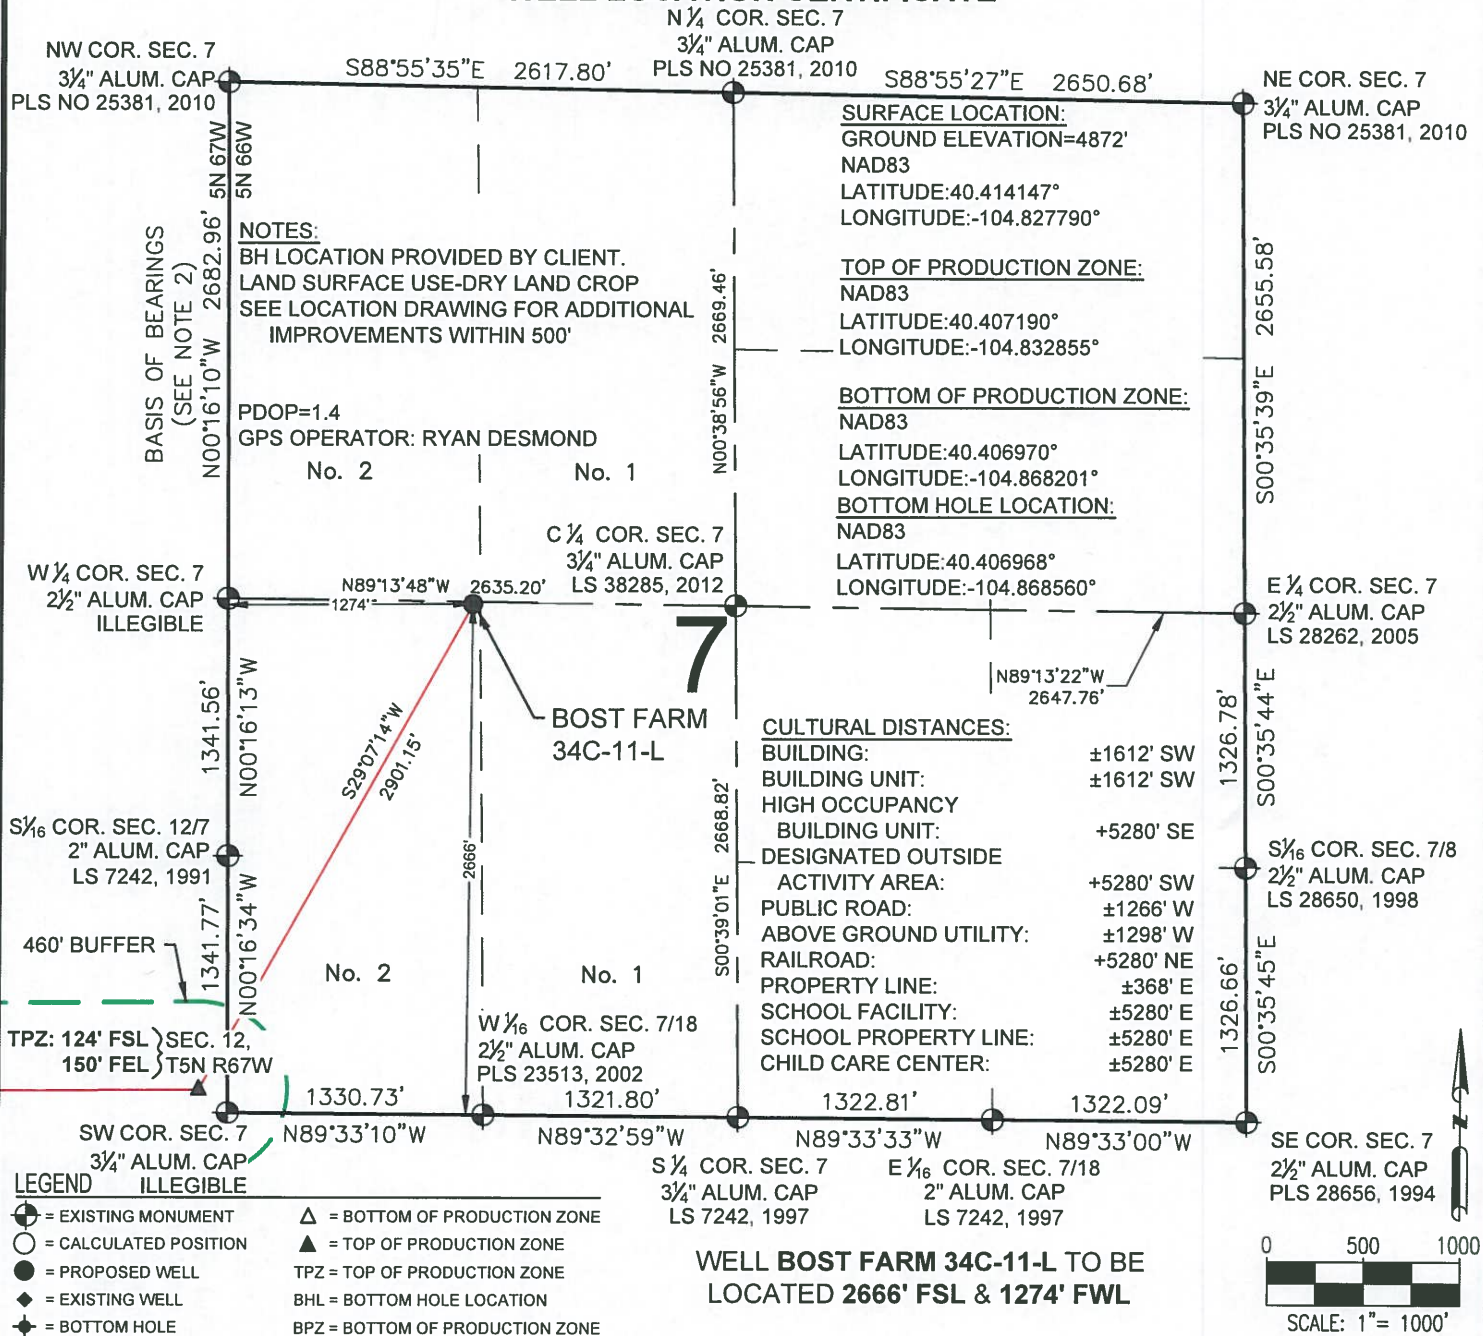 N ¼ COR. SEC. 7
3¼" ALUM. CAP
PLS NO 25381, 2010
NW COR. SEC. 7
3¼" ALUM. CAP
PLS NO 25381, 2010
S88°55'35"E 2617.80'
S88°55'27"E 2650.68'
NE COR. SEC. 7
3¼" ALUM. CAP
PLS NO 25381, 2010
5N 67W
5N 66W
BASIS OF BEARINGS
(SEE NOTE 2)
N00°16'10"W 2682.96'
NOTES:
BH LOCATION PROVIDED BY CLIENT.
LAND SURFACE USE-DRY LAND CROP
SEE LOCATION DRAWING FOR ADDITIONAL
IMPROVEMENTS WITHIN 500'
PDOP=1.4
GPS OPERATOR: RYAN DESMOND
No. 2
No. 1
N00°38'56"W 2669.46'
SURFACE LOCATION:
GROUND ELEVATION=4872'
NAD83
LATITUDE:40.414147°
LONGITUDE:-104.827790°
TOP OF PRODUCTION ZONE:
NAD83
LATITUDE:40.407190°
LONGITUDE:-104.832855°
BOTTOM OF PRODUCTION ZONE:
NAD83
LATITUDE:40.406970°
LONGITUDE:-104.868201°
BOTTOM HOLE LOCATION:
NAD83
LATITUDE:40.406968°
LONGITUDE:-104.868560°
S00°35'39"E 2655.58'
W ¼ COR. SEC. 7
2½" ALUM. CAP
ILLEGIBLE
N89°13'48"W 2635.20'
1274'
C ¼ COR. SEC. 7
3¼" ALUM. CAP
LS 38285, 2012
7
E ¼ COR. SEC. 7
2½" ALUM. CAP
LS 28262, 2005
N89°13'22"W
2647.76'
BOST FARM
34C-11-L
1341.56'
N00°16'13"W
S29°07'14"W
2901.15'
2666'
S00°39'01"E 2668.82'
CULTURAL DISTANCES:
BUILDING: ±1612' SW
BUILDING UNIT: ±1612' SW
HIGH OCCUPANCY
BUILDING UNIT: +5280' SE
DESIGNATED OUTSIDE
ACTIVITY AREA: +5280' SW
PUBLIC ROAD: ±1266' W
ABOVE GROUND UTILITY: ±1298' W
RAILROAD: +5280' NE
PROPERTY LINE: ±368' E
SCHOOL FACILITY: ±5280' E
SCHOOL PROPERTY LINE: ±5280' E
CHILD CARE CENTER: ±5280' E
1326.78'
S00°35'44"E
S1⁄16 COR. SEC. 12/7
2" ALUM. CAP
LS 7242, 1991
S1⁄16 COR. SEC. 7/8
2½" ALUM. CAP
LS 28650, 1998
1341.77'
N00°16'34"W
460' BUFFER
No. 2
No. 1
1326.66'
S00°35'45"E
TPZ: 124' FSL
150' FEL
SEC. 12,
T5N R67W
W 1⁄16 COR. SEC. 7/18
2½" ALUM. CAP
PLS 23513, 2002
1330.73'
N89°33'10"W
1321.80'
N89°32'59"W
1322.81'
N89°33'33"W
1322.09'
N89°33'00"W
SW COR. SEC. 7
3¼" ALUM. CAP
ILLEGIBLE
S ¼ COR. SEC. 7
3¼" ALUM. CAP
LS 7242, 1997
E 1⁄16 COR. SEC. 7/18
2" ALUM. CAP
LS 7242, 1997
SE COR. SEC. 7
2½" ALUM. CAP
PLS 28656, 1994
N
LEGEND
= EXISTING MONUMENT
= CALCULATED POSITION
= PROPOSED WELL
= EXISTING WELL
= BOTTOM HOLE
= BOTTOM OF PRODUCTION ZONE
= TOP OF PRODUCTION ZONE
TPZ = TOP OF PRODUCTION ZONE
BHL = BOTTOM HOLE LOCATION
BPZ = BOTTOM OF PRODUCTION ZONE
WELL BOST FARM 34C-11-L TO BE
LOCATED 2666' FSL & 1274' FWL
0 500 1000
SCALE: 1"= 1000'